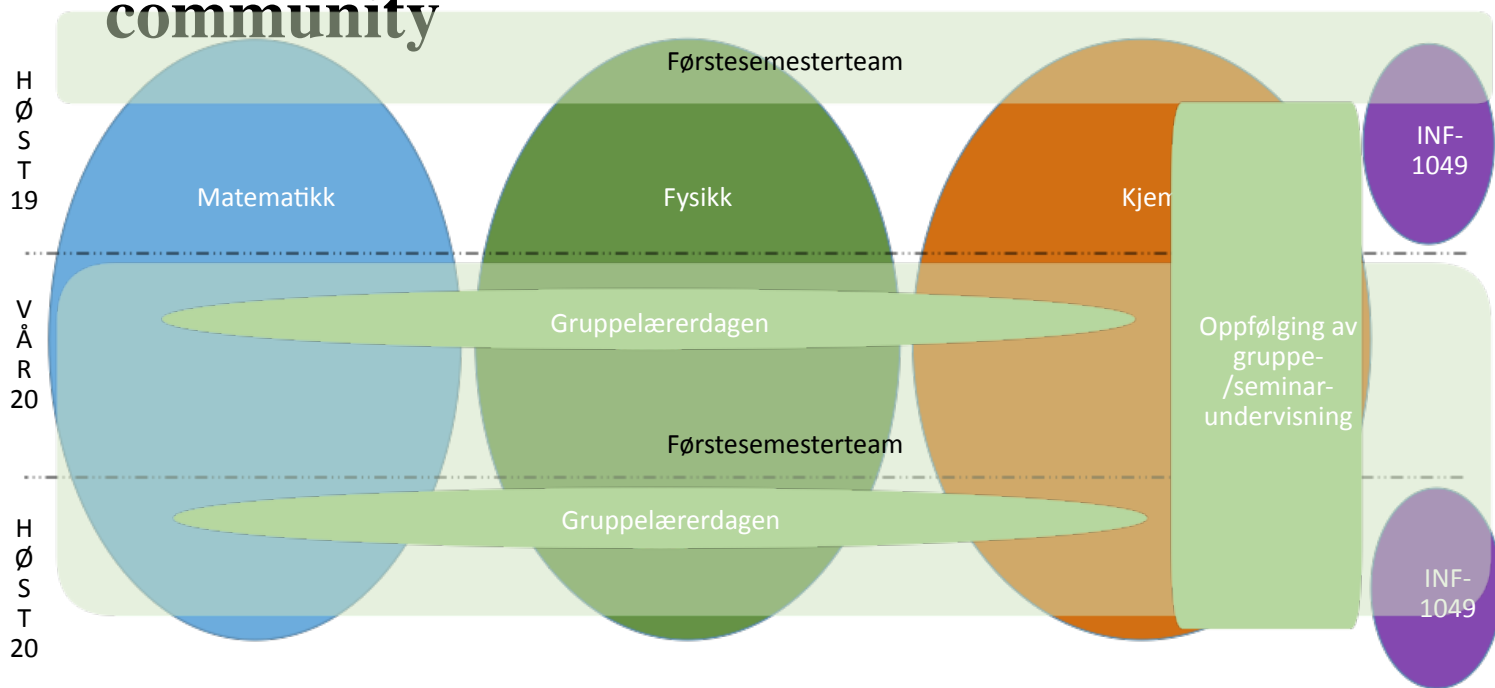 community
Førstesemesterteam
H
Ø
S
T
19
Matematikk
Fysikk
Kjem
INF-
1049
V
Å
R
20
Gruppelærerdagen
Oppfølging av
gruppe-
/seminar-
undervisning
Førstesemesterteam
H
Ø
S
T
20
Gruppelærerdagen
INF-
1049